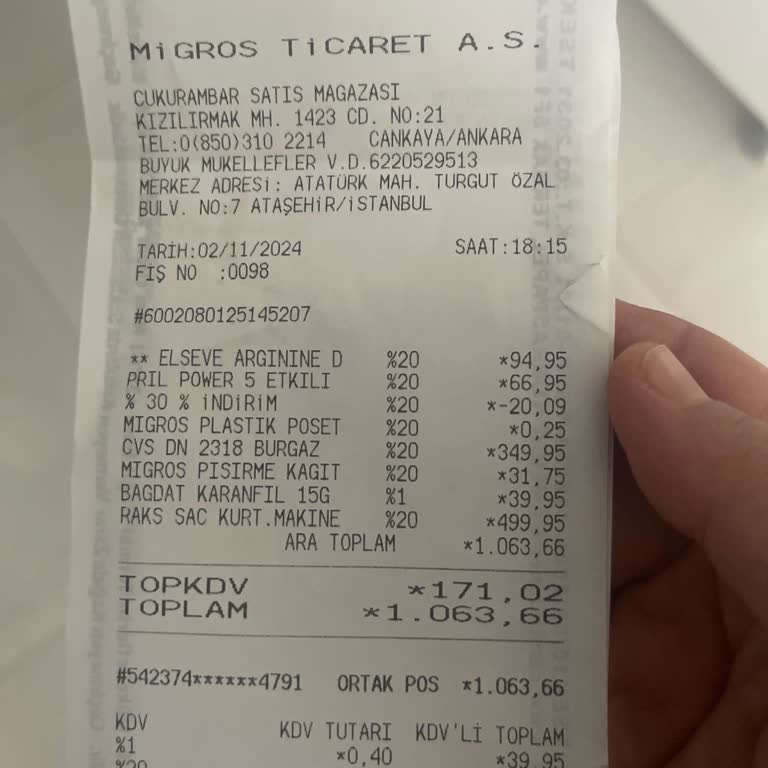 MiGROS TiCARET A.S.
CUKURAMBAR SATIS MAGAZASI
KIZILIRMAK MH. 1423 CD. NO:21
TEL:0(850)310 2214 CANKAYA/ANKARA
BUYUK MUKELLEFLER V.D.6220529513
MERKEZ ADRESi: ATATÜRK MAH. TURGUT ÖZAL
BULV. NO:7 ATAŞEHiR/iSTANBUL
TARiH:02/11/2024 SAAT:18:15
FiŞ NO :0098
#6002080125145207
** ELSEVE ARGININE D %20 *94,95
PRIL POWER 5 ETKILI %20 *66,95
% 30 % iNDiRiM %20 *-20,09
MIGROS PLASTIK POSET %20 *0,25
CVS DN 2318 BURGAZ %20 *349,95
MIGROS PISIRME KAGIT %20 *31,75
BAGDAT KARANFIL 15G %1 *39,95
RAKS SAC KURT.MAKINE %20 *499,95
ARA TOPLAM *1.063,66
TOPKDV *171,02
TOPLAM *1.063,66
#542374******4791 ORTAK POS *1.063,66
KDV KDV TUTARI KDV'Lİ TOPLAM
%1 *0,40 *39,95
%20